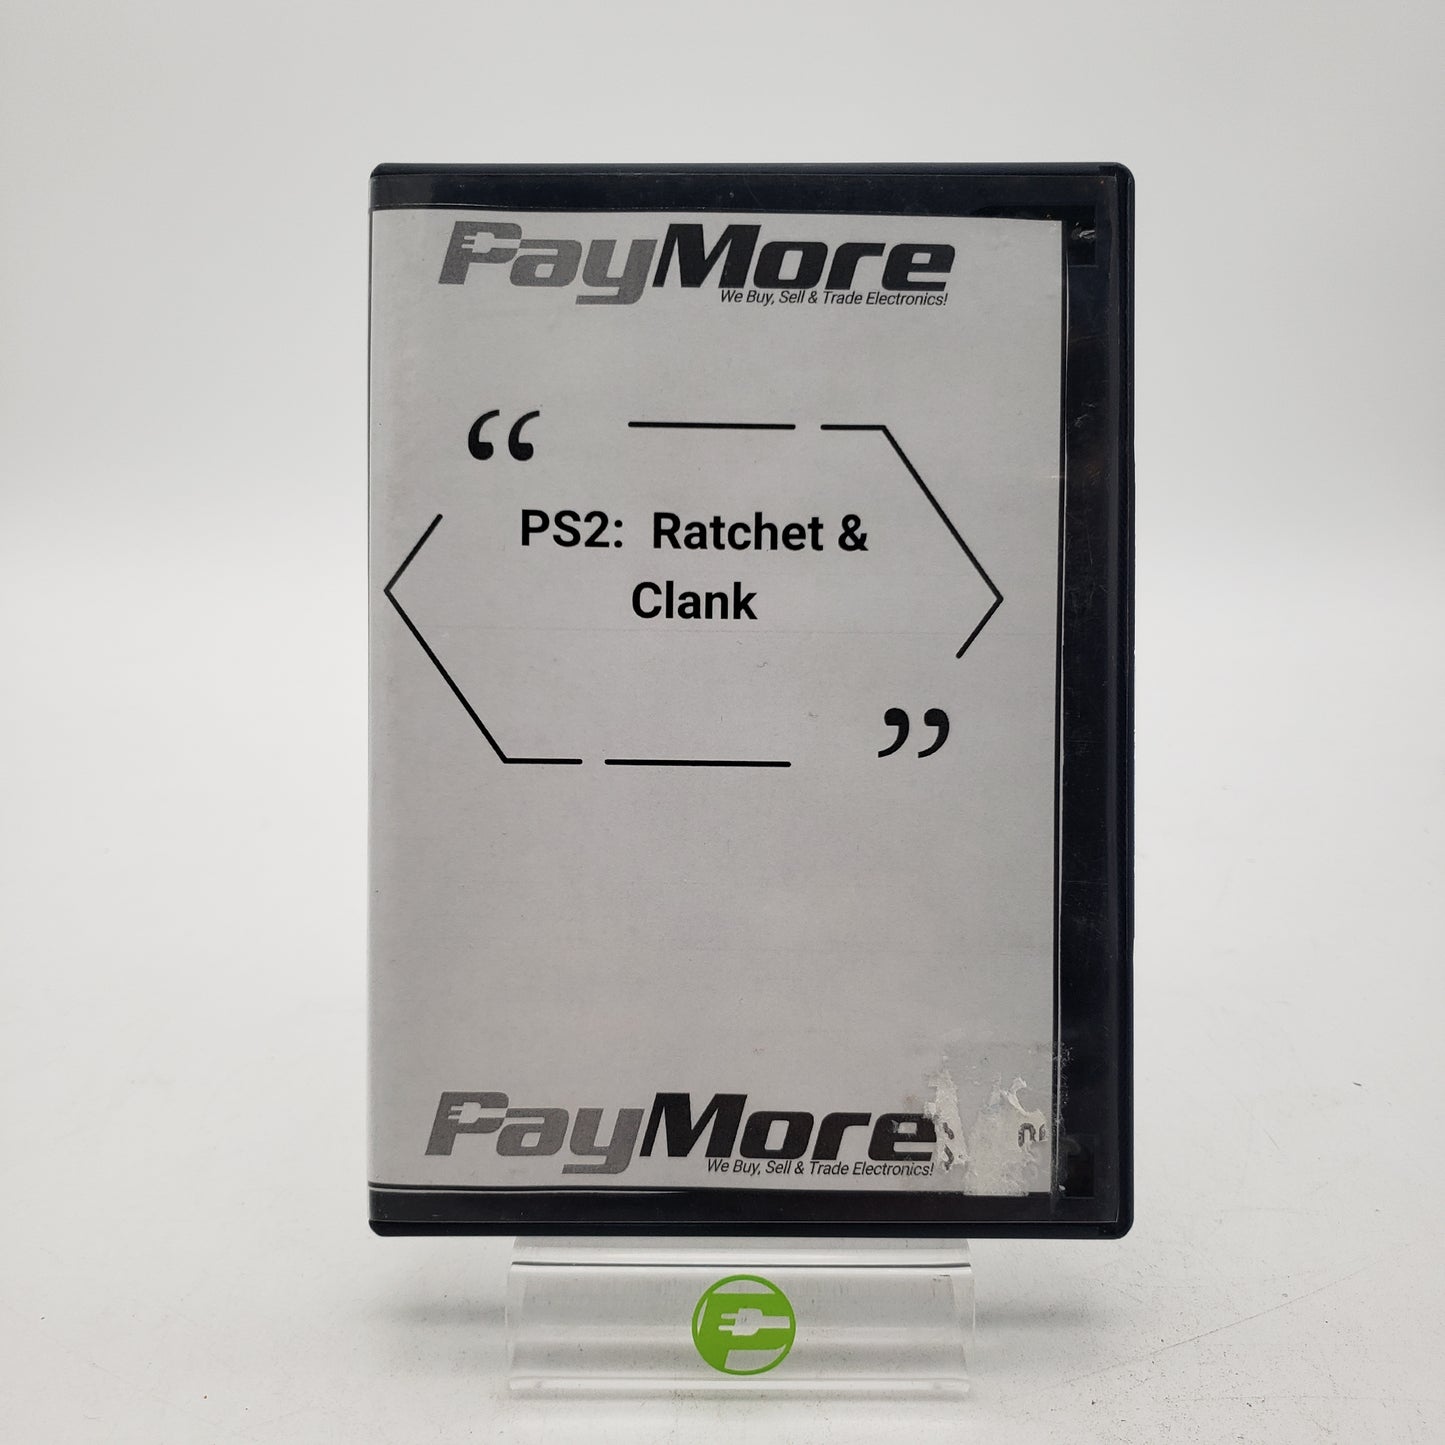 PayMore
We Buy, Sell & Trade Electronics!
“
PS2: Ratchet &
Clank
”
PayMore
We Buy, Sell & Trade Electronics!